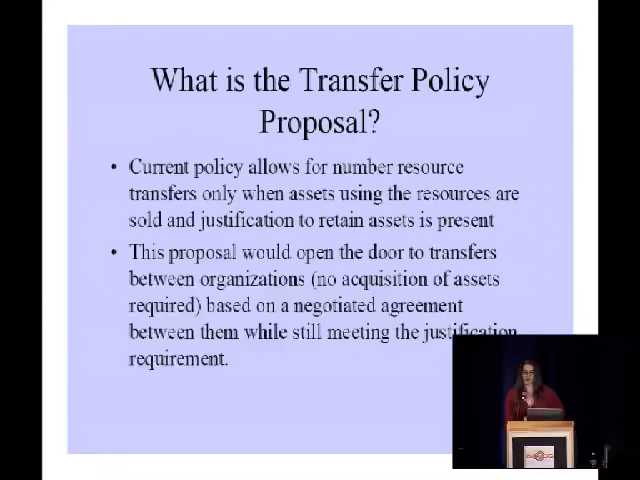 What is the Transfer Policy
Proposal?
• Current policy allows for number resource
transfers only when assets using the resources are
sold and justification to retain assets is present
• This proposal would open the door to transfers
between organizations (no acquisition of assets
required) based on a negotiated agreement
between them while still meeting the justification
requirement.